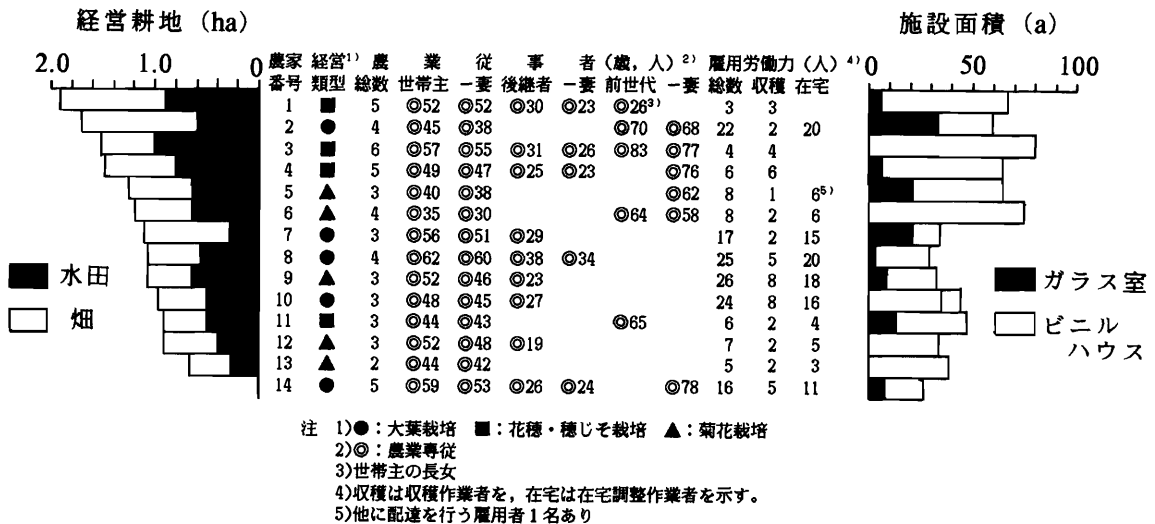 経営耕地 (ha)
施設面積 (a)
2.0 1.0 0
0 50 100
農家 経営1) 農 業 従 事 者 (歳, 人) 2) 雇用労働力 (人) 4)
番号 類型 総数 世帯主 -妻 後継者 -妻 前世代 -妻 総数 収穫 在宅
1 ■ 5 ◎52 ◎52 ◎30 ◎23 ◎26 3) 3 3
2 ● 4 ◎45 ◎38 ◎70 ◎68 22 2 20
3 ■ 6 ◎57 ◎55 ◎31 ◎26 ◎83 ◎77 4 4
4 ■ 5 ◎49 ◎47 ◎25 ◎23 ◎76 6 6
5 ▲ 3 ◎40 ◎38 ◎62 8 1 6 5)
6 ▲ 4 ◎35 ◎30 ◎64 ◎58 8 2 6
7 ● 3 ◎56 ◎51 ◎29 17 2 15
8 ● 4 ◎62 ◎60 ◎38 ◎34 25 5 20
9 ▲ 3 ◎52 ◎46 ◎23 26 8 18
10 ● 3 ◎48 ◎45 ◎27 24 8 16
11 ■ 3 ◎44 ◎43 ◎65 6 2 4
12 ▲ 3 ◎52 ◎48 ◎19 7 2 5
13 ▲ 2 ◎44 ◎42 5 2 3
14 ● 5 ◎59 ◎53 ◎26 ◎24 ◎78 16 5 11
水田
畑
ガラス室
ビニル
ハウス
注 1)●:大葉栽培 ■:花穂・穂じそ栽培 ▲:菊花栽培
2)◎:農業専従
3)世帯主の長女
4)収穫は収穫作業者を, 在宅は在宅調整作業者を示す。
5)他に配達を行う雇用者1名あり